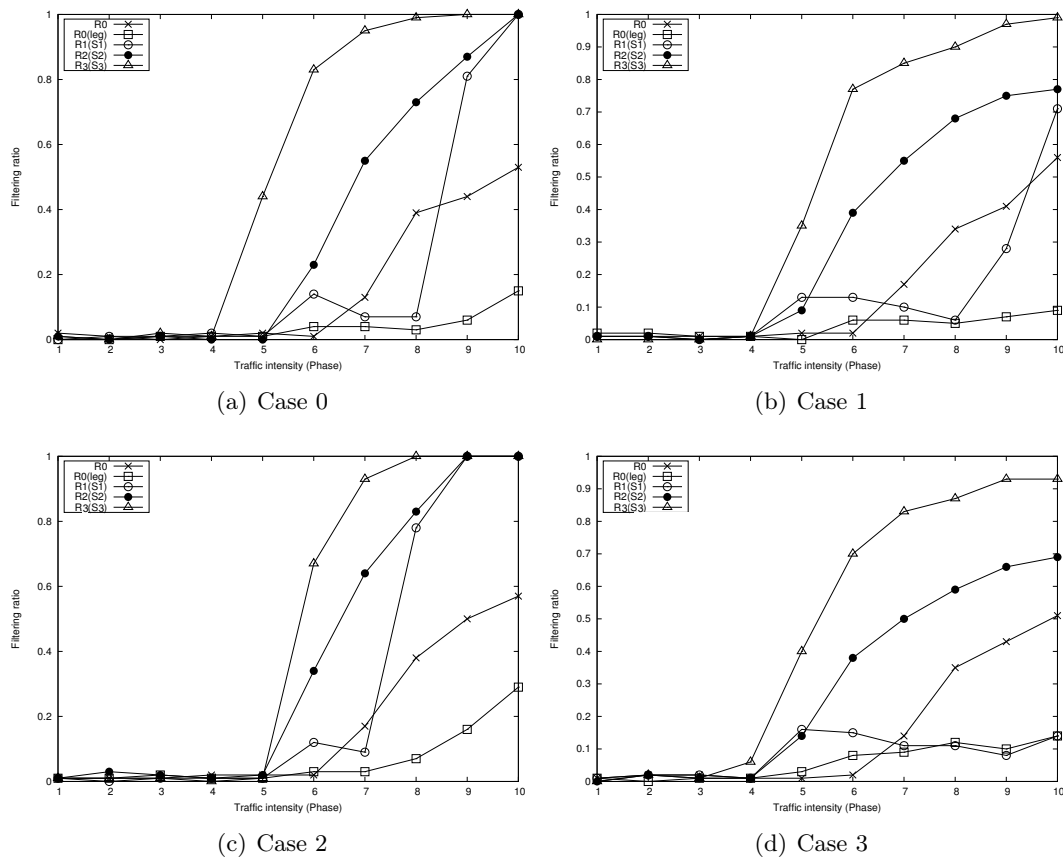 R0
R0(leg)
R1(S1)
R2(S2)
R3(S3)
1
0.8
0.6
0.4
0.2
0
Filtering ratio
1 2 3 4 5 6 7 8 9 10
Traffic intensity (Phase)
(a) Case 0
R0
R0(leg)
R1(S1)
R2(S2)
R3(S3)
1
0.9
0.8
0.7
0.6
0.5
0.4
0.3
0.2
0.1
0
Filtering ratio
1 2 3 4 5 6 7 8 9 10
Traffic intensity (Phase)
(b) Case 1
R0
R0(leg)
R1(S1)
R2(S2)
R3(S3)
1
0.8
0.6
0.4
0.2
0
Filtering ratio
1 2 3 4 5 6 7 8 9 10
Traffic intensity (Phase)
(c) Case 2
R0
R0(leg)
R1(S1)
R2(S2)
R3(S3)
1
0.9
0.8
0.7
0.6
0.5
0.4
0.3
0.2
0.1
0
Filtering ratio
1 2 3 4 5 6 7 8 9 10
Traffic intensity (Phase)
(d) Case 3